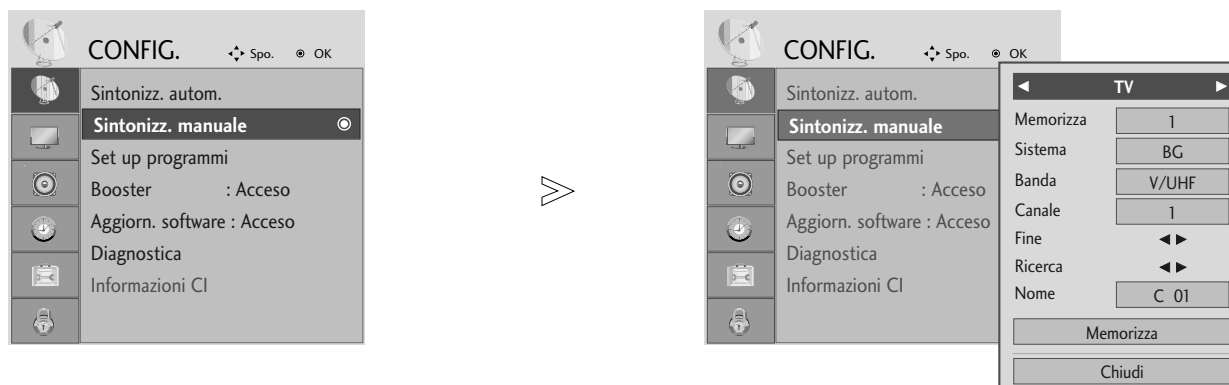 CONFIG. Spo. OK
Sintonizz. autom.
Sintonizz. manuale
Set up programmi
Booster : Acceso
Aggiorn. software : Acceso
Diagnostica
Informazioni CI
CONFIG. Spo. OK
Sintonizz. autom.
Sintonizz. manuale
Set up programmi
Booster : Acceso
Aggiorn. software : Acceso
Diagnostica
Informazioni CI
TV
Memorizza 1
Sistema BG
Banda V/UHF
Canale 1
Fine
Ricerca
Nome C 01
Memorizza
Chiudi